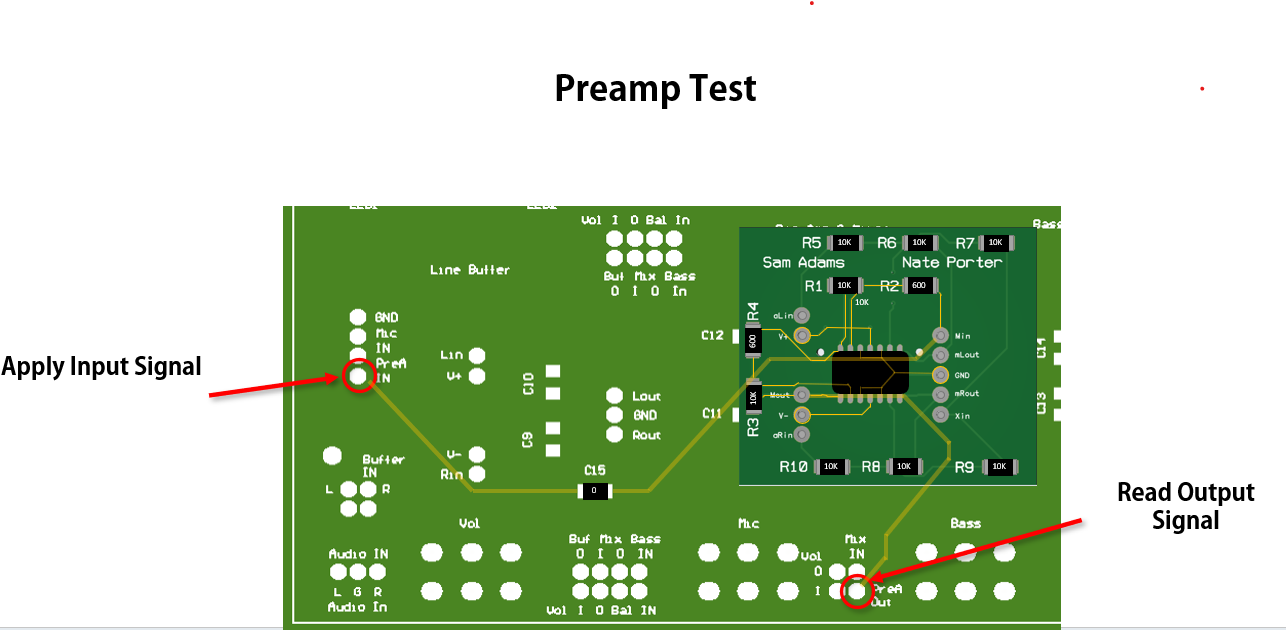 Preamp Test
Vol I O Bal In
Buf Mix Bass
O I O In
Line Buffer
Bass
R5 10K R6 10K R7 10K
Sam Adams Nate Porter
R1 10K R2 600
10K
R4
600
aLin
V+
Min
mLout
GND
mRout
Xin
Mout
V-
aRin
10K
R3
R10 10K R8 10K R9 10K
C12
C11
C14
C13
GND
Mic
IN
PreA
IN
Apply Input Signal
Lin
V+
C10
C9
Lout
GND
Rout
V-
Rin
C15
0
Buffer
IN
L R
Read Output
Signal
Vol
Mic
Bass
Buf Mix Bass
O I O IN
Vol I O Bal IN
Mix
IN
Vol
O
I
PreA
Out
Audio IN
L G R
Audio In